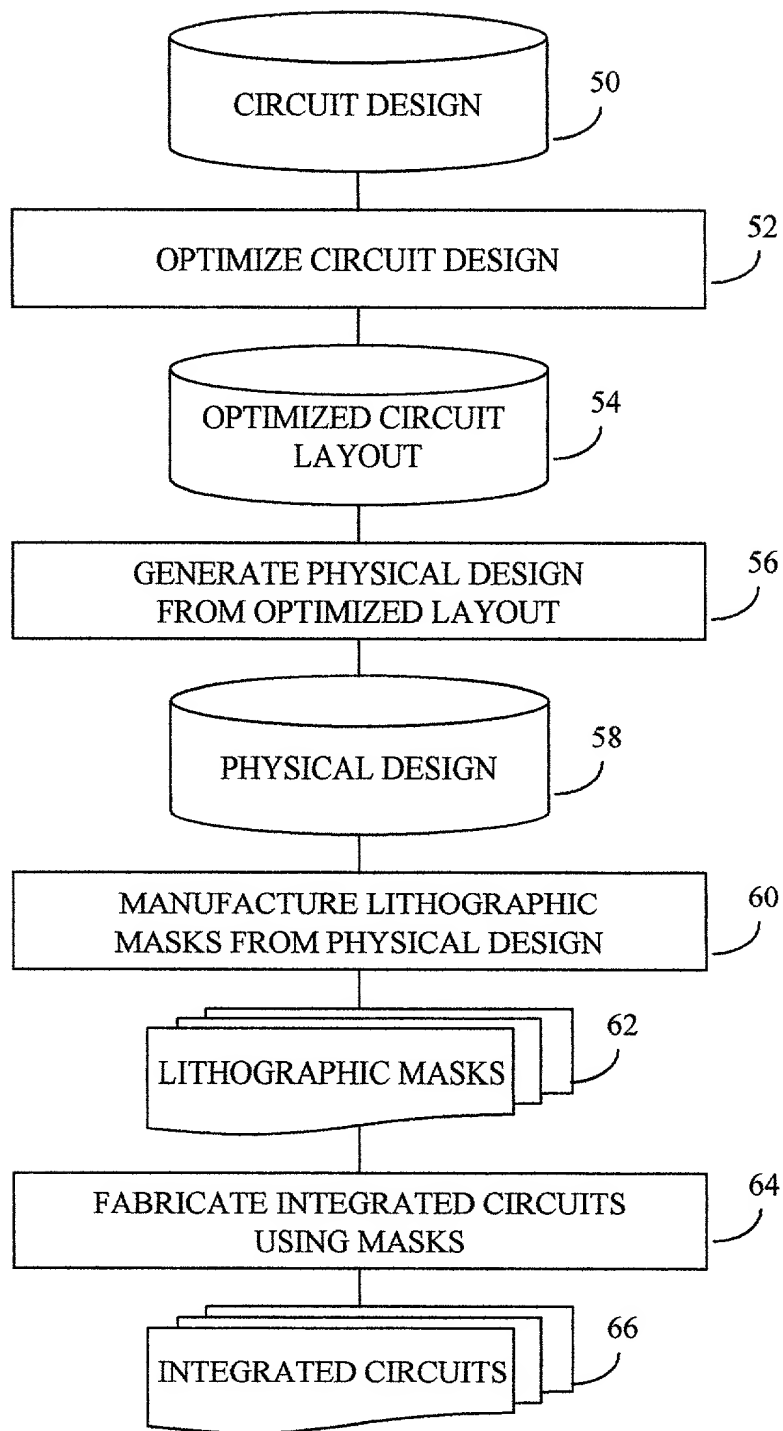 CIRCUIT DESIGN
50
OPTIMIZE CIRCUIT DESIGN
52
OPTIMIZED CIRCUIT
LAYOUT
54
GENERATE PHYSICAL DESIGN
FROM OPTIMIZED LAYOUT
56
PHYSICAL DESIGN
58
MANUFACTURE LITHOGRAPHIC
MASKS FROM PHYSICAL DESIGN
60
LITHOGRAPHIC MASKS
62
FABRICATE INTEGRATED CIRCUITS
USING MASKS
64
INTEGRATED CIRCUITS
66